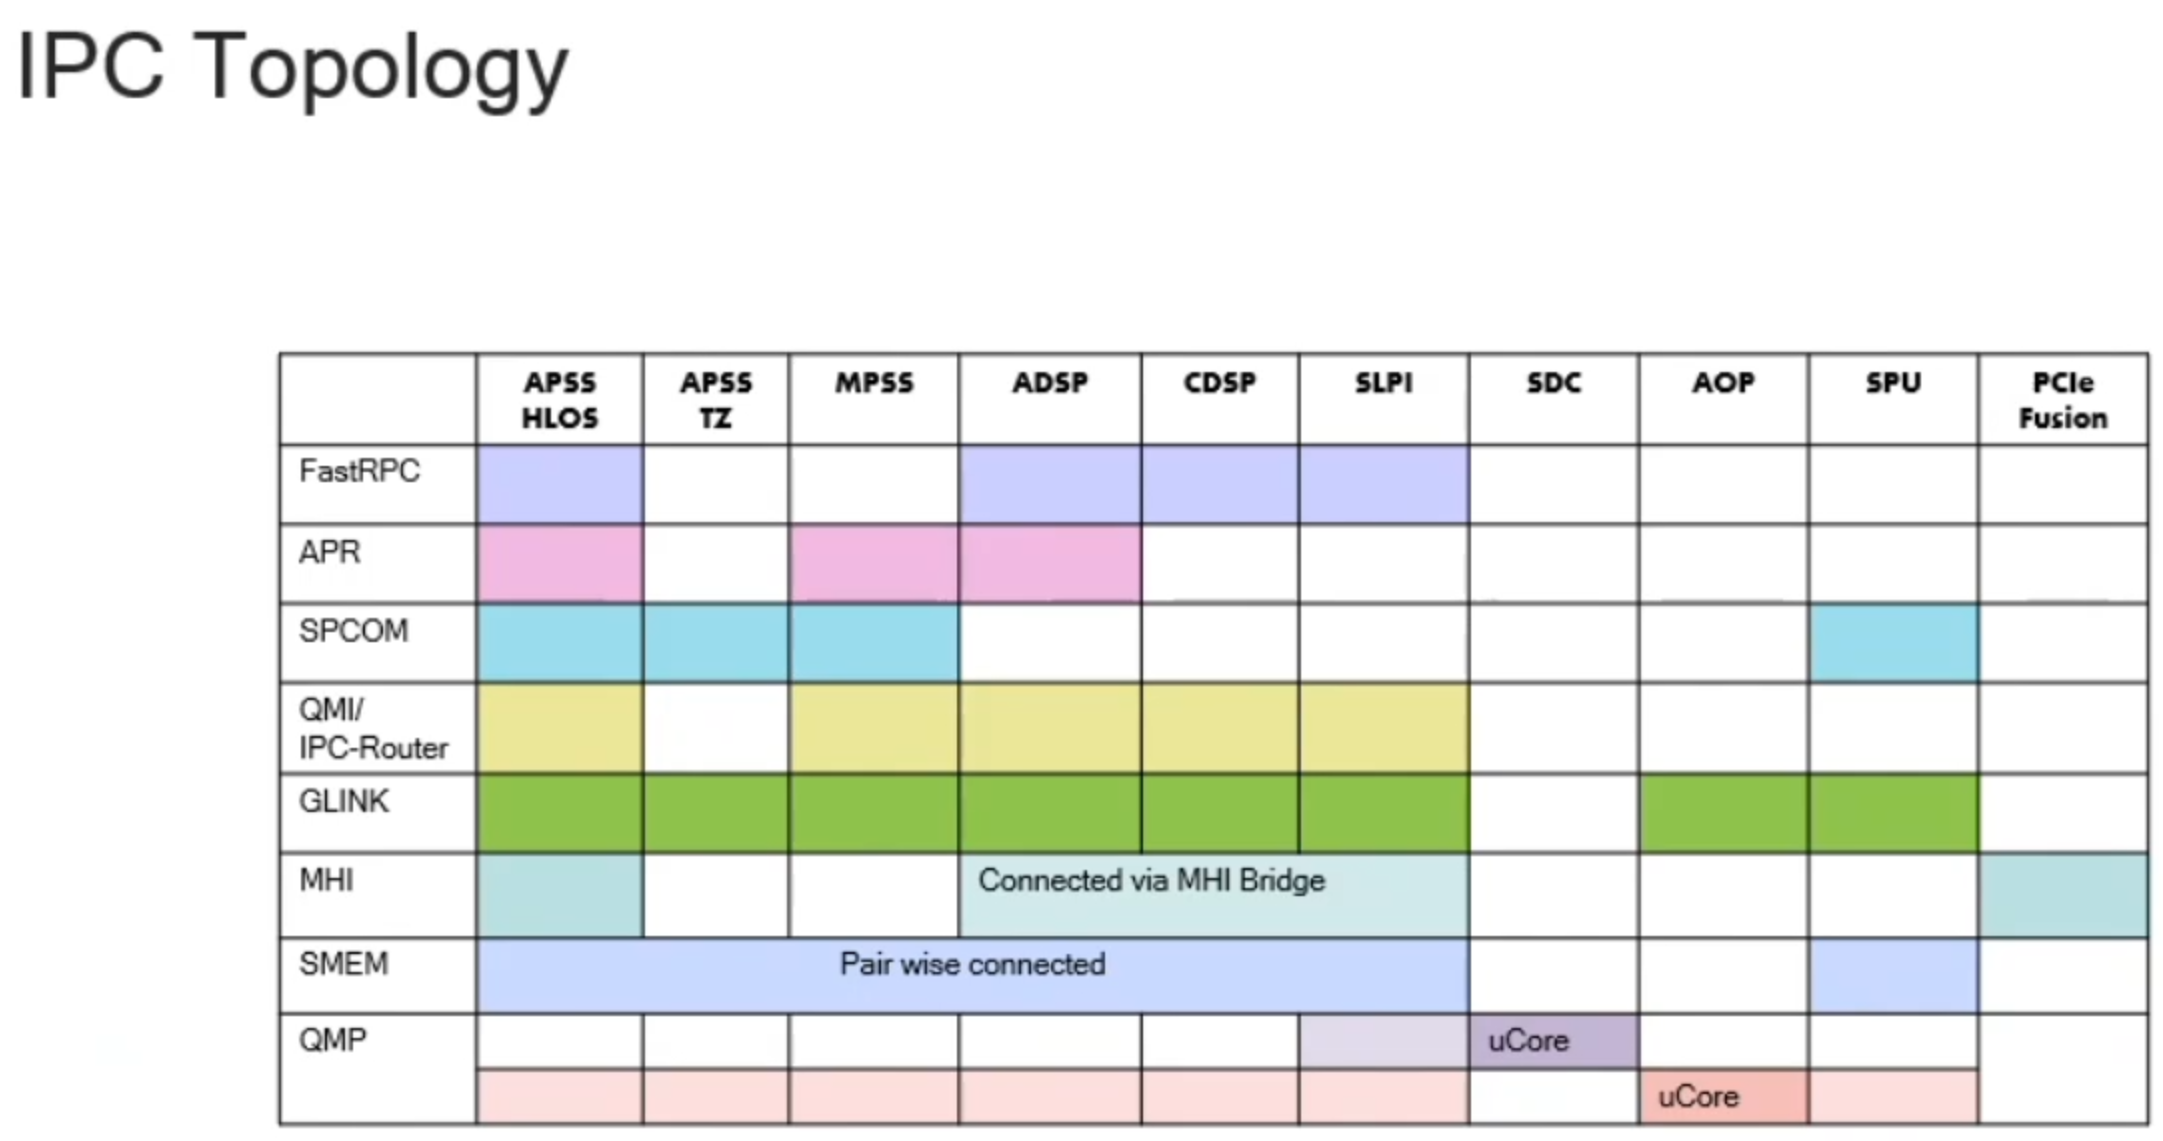 IPC Topology
APSS HLOS
APSS TZ
MPSS
ADSP
CDSP
SLPI
SDC
AOP
SPU
PCIe Fusion
FastRPC
APR
SPCOM
QMI/
IPC-Router
GLINK
MHI
Connected via MHI Bridge
SMEM
Pair wise connected
QMP
uCore
uCore